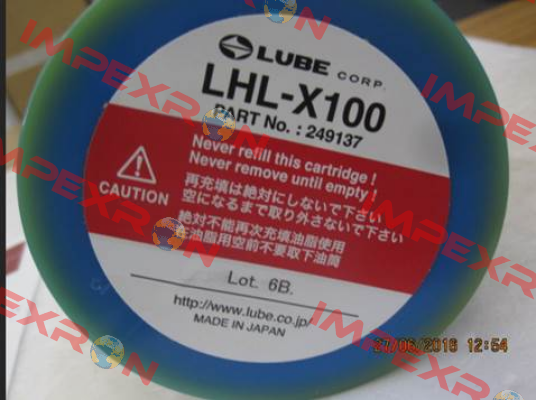 LUBE CORP.
LHL-X100
PART No. : 249137
Never refill this cartridge !
Never remove until empty !
CAUTION
再充填は絶対にしないで下さい
空になるまで取り外さないで下さい
絶対不能再次充填油脂使用
在油脂用空前不要取下油筒
Lot. 6B.
http://www.lube.co.jp/
MADE IN JAPAN
07/06/2016 12:54
IMPEXRON
IMPEXRON
IMPEXRON
IMPEXRON
IMPEXRON
IMPEXRON